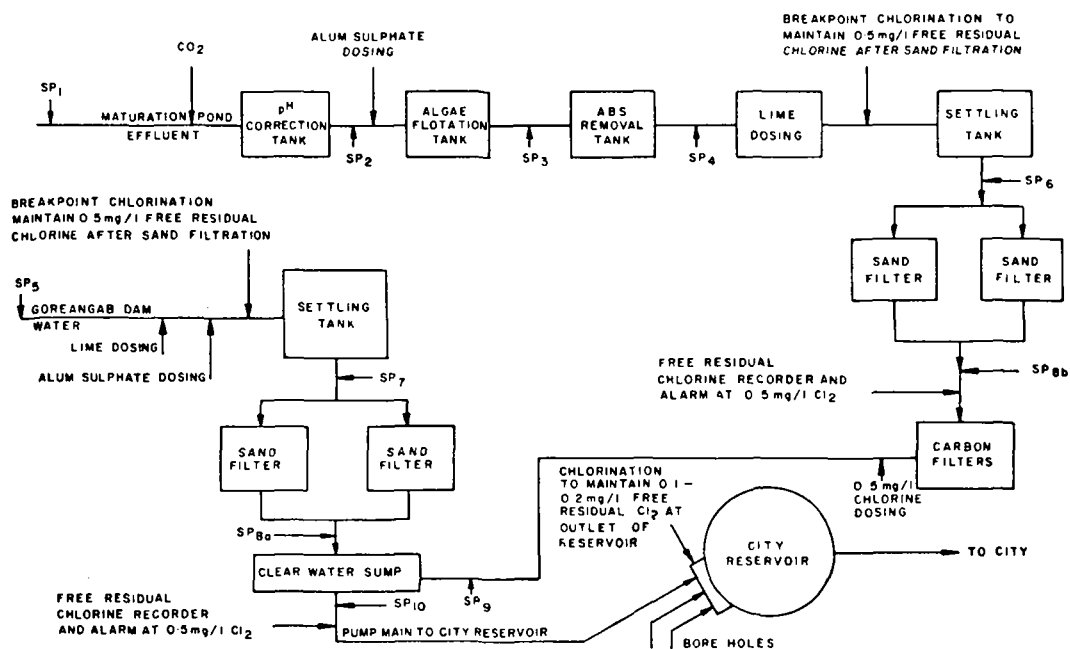 BREAKPOINT CHLORINATION TO
MAINTAIN 0·5mg/l FREE RESIDUAL
CHLORINE AFTER SAND FILTRATION
ALUM SULPHATE
DOSING
CO2
SP1
MATURATION POND
EFFLUENT
pH
CORRECTION
TANK
SP2
ALGAE
FLOTATION
TANK
SP3
ABS
REMOVAL
TANK
SP4
LIME
DOSING
SETTLING
TANK
SP6
SAND
FILTER
SAND
FILTER
BREAKPOINT CHLORINATION
MAINTAIN 0·5mg/l FREE RESIDUAL
CHLORINE AFTER SAND FILTRATION
SP5
GOREANGAB DAM
WATER
LIME DOSING
ALUM SULPHATE DOSING
SETTLING
TANK
SP7
SAND
FILTER
SAND
FILTER
SP8a
CLEAR WATER SUMP
SP9
SP10
FREE RESIDUAL
CHLORINE RECORDER
AND ALARM AT 0·5mg/l Cl2
PUMP MAIN TO CITY RESERVOIR
FREE RESIDUAL
CHLORINE RECORDER AND
ALARM AT 0·5mg/l Cl2
SP8b
CARBON
FILTERS
0·5mg/l
CHLORINE
DOSING
CHLORINATION
TO MAINTAIN 0·1–
0·2mg/l FREE
RESIDUAL Cl2 AT
OUTLET OF
RESERVOIR
CITY
RESERVOIR
TO CITY
BORE HOLES